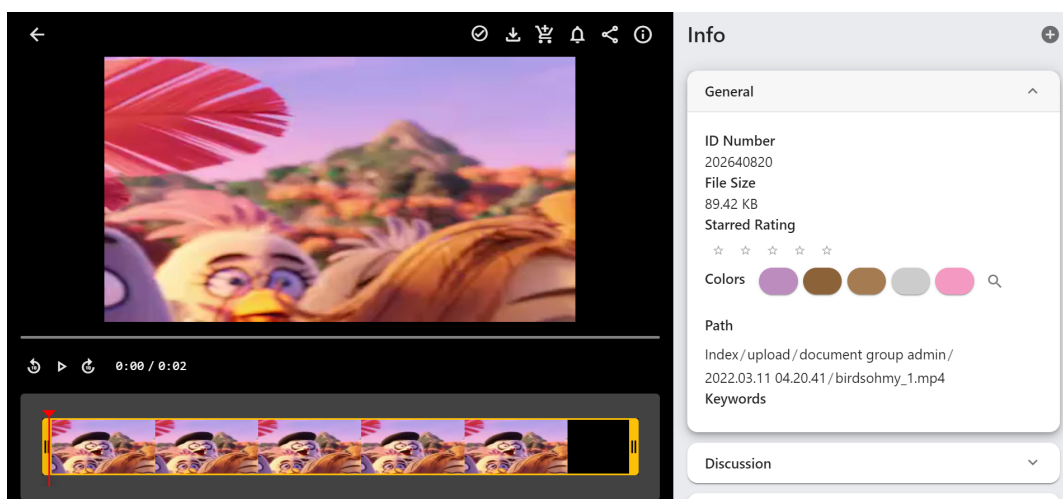 Info
General
ID Number
202640820
File Size
89.42 KB
Starred Rating
Colors
Path
Index/upload/document group admin/
2022.03.11 04.20.41/birdsohmy_1.mp4
Keywords
0:00 / 0:02
Discussion